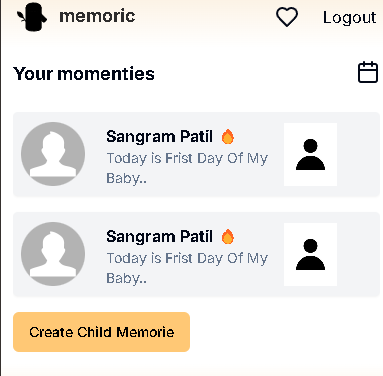 memoric
Logout
Your momenties
Sangram Patil 🔥
Today is Frist Day Of My
Baby..
Sangram Patil 🔥
Today is Frist Day Of My
Baby..
Create Child Memorie